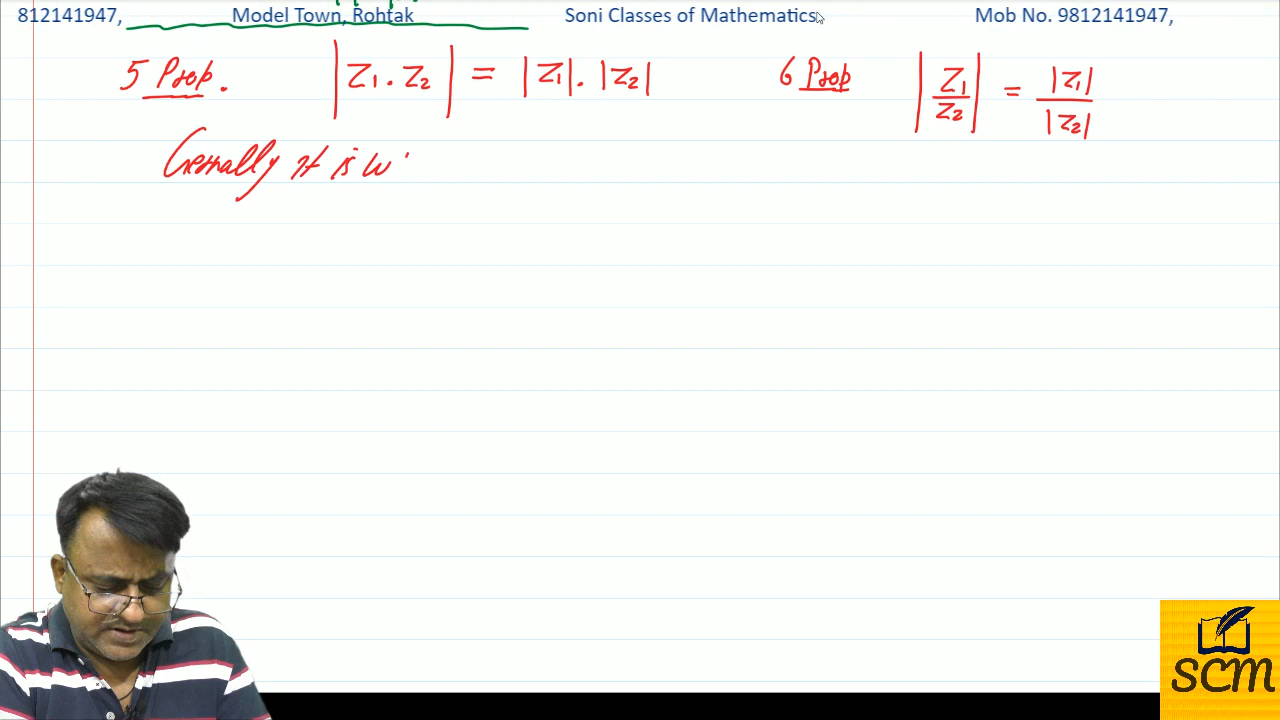 812141947, Model Town, Rohtak Soni Classes of Mathematics Mob No. 9812141947,
5 Prop. |Z1 . Z2| = |Z1| . |Z2| 6 Prop |Z1/Z2| = |Z1|/|Z2|
it is w
SCM